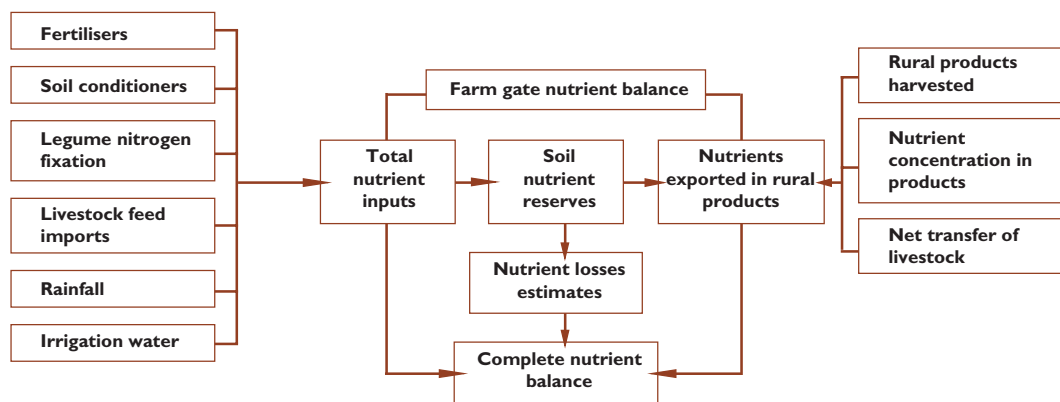 Fertilisers
Soil conditioners
Legume nitrogen
fixation
Livestock feed
imports
Rainfall
Irrigation water
Farm gate nutrient balance
Total
nutrient
inputs
Soil
nutrient
reserves
Nutrients
exported in rural
products
Nutrient losses
estimates
Complete nutrient
balance
Rural products
harvested
Nutrient
concentration in
products
Net transfer of
livestock